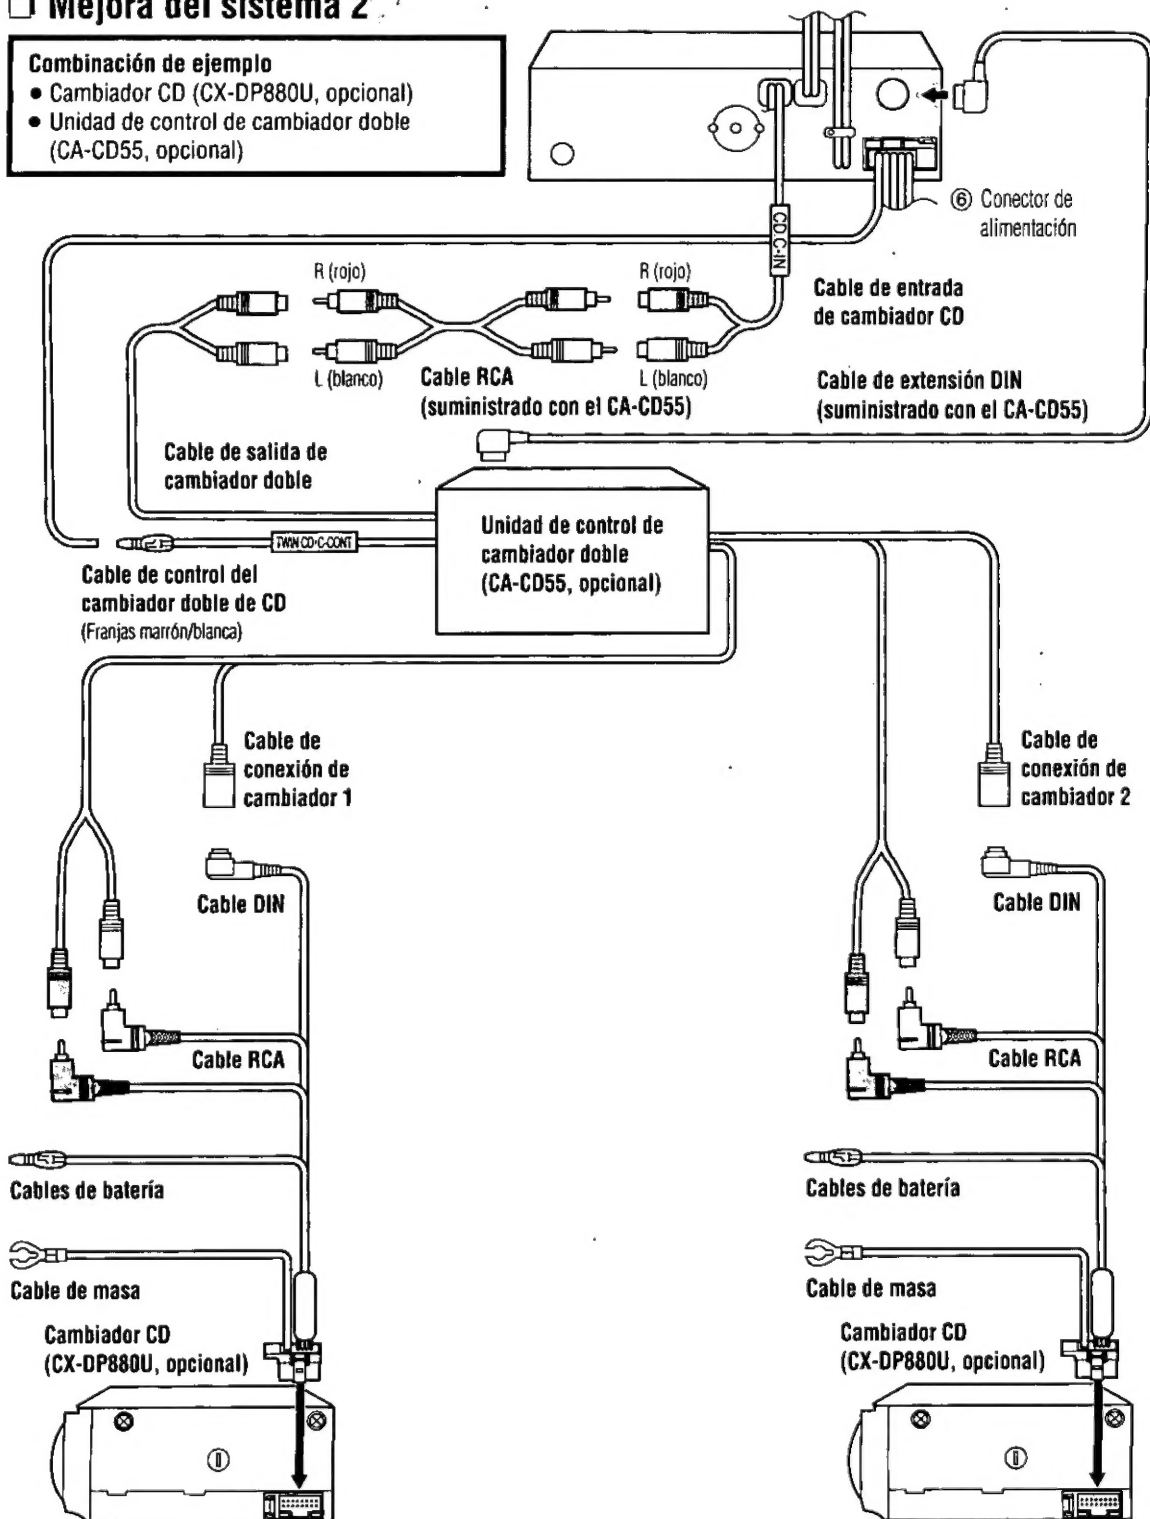 ❑ Mejora del sistema 2
Combinación de ejemplo
● Cambiador CD (CX-DP880U, opcional)
● Unidad de control de cambiador doble
(CA-CD55, opcional)
⑥ Conector de
alimentación
CD.C-IN
R (rojo)
R (rojo)
Cable de entrada
de cambiador CD
L (blanco)
Cable RCA
(suministrado con el CA-CD55)
L (blanco)
Cable de extensión DIN
(suministrado con el CA-CD55)
Cable de salida de
cambiador doble
Unidad de control de
cambiador doble
(CA-CD55, opcional)
TWIN CD•C-CONT
Cable de control del
cambiador doble de CD
(Franjas marrón/blanca)
Cable de
conexión de
cambiador 1
Cable de
conexión de
cambiador 2
Cable DIN
Cable DIN
Cable RCA
Cable RCA
Cables de batería
Cables de batería
Cable de masa
Cable de masa
Cambiador CD
(CX-DP880U, opcional)
Cambiador CD
(CX-DP880U, opcional)